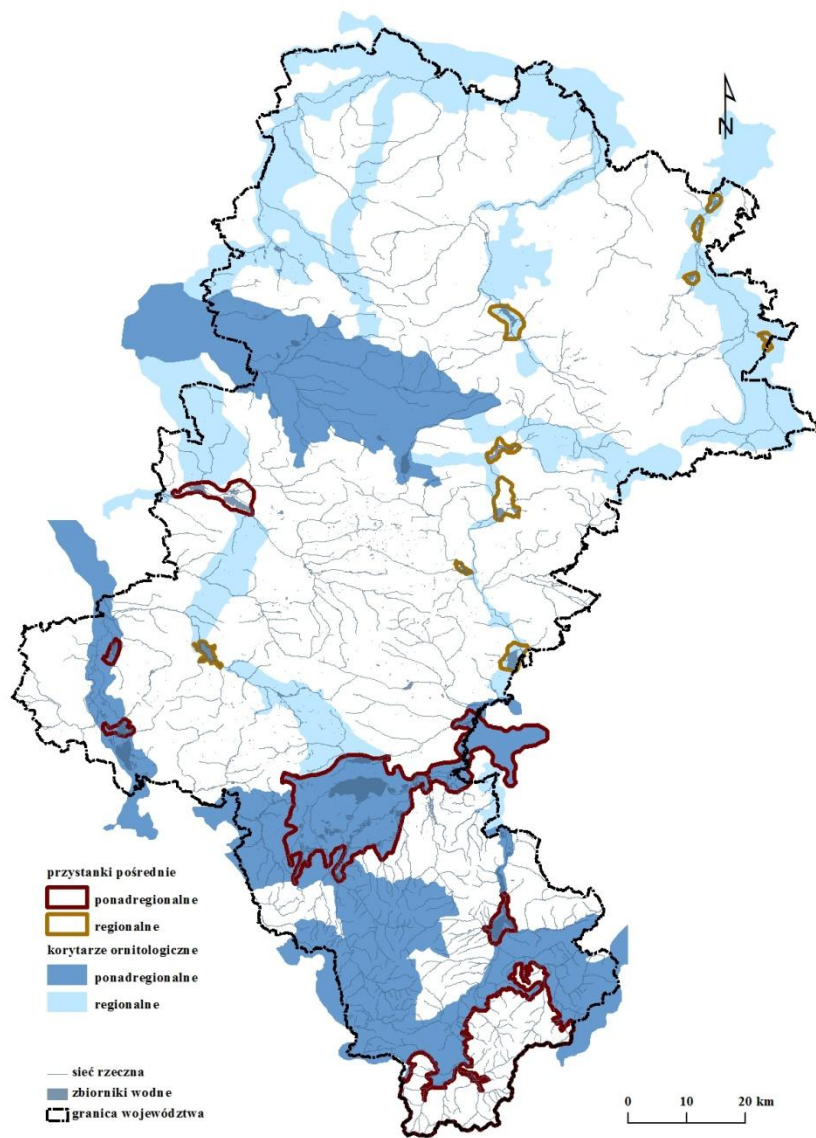 N
przystanki pośrednie
ponadregionalne
regionalne
korytarze ornitologiczne
ponadregionalne
regionalne
sieć rzeczna
zbiorniki wodne
granica województwa
0 10 20 km